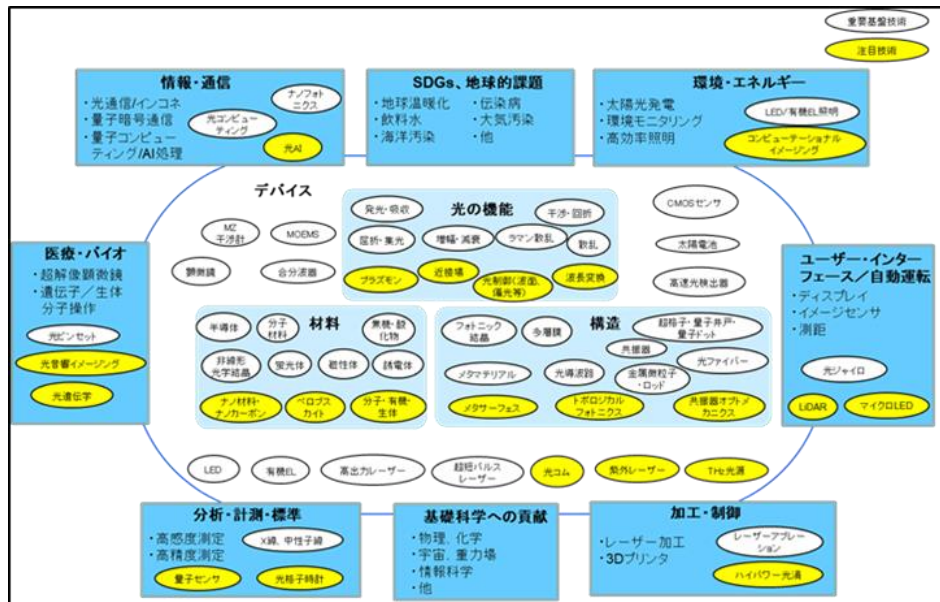 重要基盤技術
注目技術
情報・通信
・光通信/インコネ
・量子暗号通信
・量子コンピュー
ティング/AI処理
ナノフォト
ニクス
光コンピュー
ティング
光AI
SDGs、地球的課題
・地球温暖化
・飲料水
・海洋汚染
・伝染病
・大気汚染
・他
環境・エネルギー
・太陽光発電
・環境モニタリング
・高効率照明
LED/有機EL照明
コンピューテーショナル
イメージング
デバイス
MZ
干渉計
MOEMS
顕微鏡
合分波器
光の機能
発光・吸収
干渉・回折
屈折・集光
増幅・減衰
ラマン散乱
散乱
プラズモン
近接場
光制御(波面、
偏光等)
波長変換
CMOSセンサ
太陽電池
高速光検出器
医療・バイオ
・超解像顕微鏡
・遺伝子/生体
分子操作
光ピンセット
光音響イメージング
光遺伝学
材料
半導体
分子
材料
無機・酸
化物
非線形
光学結晶
蛍光体
磁性体
誘電体
ナノ材料・
ナノカーボン
ペロブス
カイト
分子・有機・
生体
構造
フォトニック
結晶
多層膜
超格子・量子井戸・
量子ドット
共振器
光ファイバー
メタマテリアル
光導波路
金属微粒子
・ロッド
メタサーフェス
トポロジカル
フォトニクス
共振器オプトメ
カニクス
ユーザー・インター
フェース/自動運転
・ディスプレイ
・イメージセンサ
・測距
光ジャイロ
LiDAR
マイクロLED
LED
有機EL
高出力レーザー
超短パルス
レーザー
光コム
紫外レーザー
THz光源
分析・計測・標準
・高感度測定
・高精度測定
X線、中性子線
量子センサ
光格子時計
基礎科学への貢献
・物理、化学
・宇宙、重力場
・情報科学
・他
加工・制御
・レーザー加工
・3Dプリンタ
レーザーアブレー
ション
ハイパワー光渦